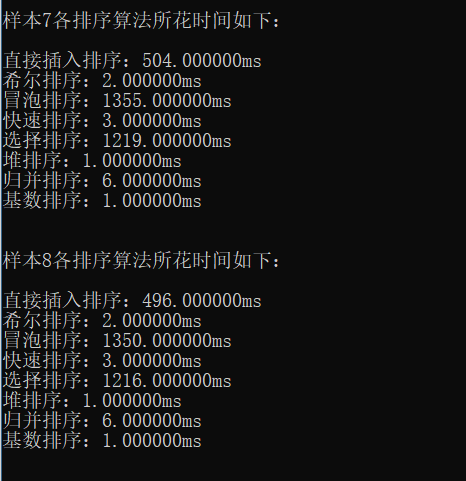 样本7各排序算法所花时间如下：
直接插入排序：504.000000ms
希尔排序：2.000000ms
冒泡排序：1355.000000ms
快速排序：3.000000ms
选择排序：1219.000000ms
堆排序：1.000000ms
归并排序：6.000000ms
基数排序：1.000000ms
样本8各排序算法所花时间如下：
直接插入排序：496.000000ms
希尔排序：2.000000ms
冒泡排序：1350.000000ms
快速排序：3.000000ms
选择排序：1216.000000ms
堆排序：1.000000ms
归并排序：6.000000ms
基数排序：1.000000ms